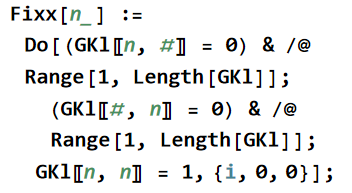 Fixx[n_] :=
Do[(GKl〚n, #〛 = 0) & /@
Range[1, Length[GKl]];
(GKl〚#, n〛 = 0) & /@
Range[1, Length[GKl]];
GKl〚n, n〛 = 1, {i, 0, 0}];